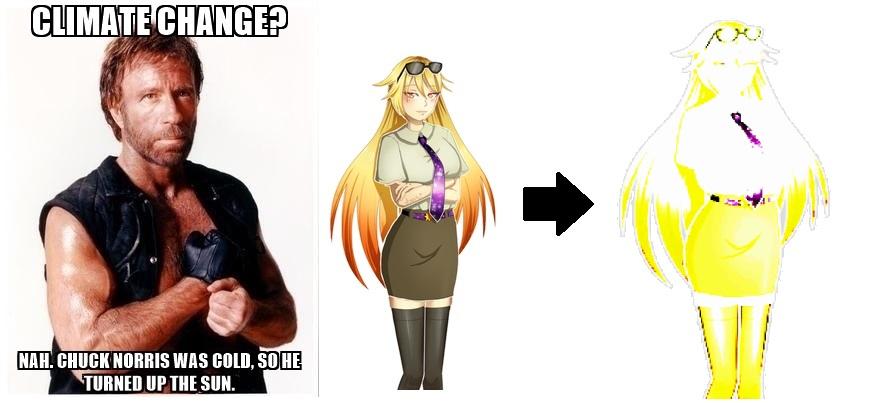 CLIMATE CHANGE?
NAH. CHUCK NORRIS WAS COLD, SO HE
TURNED UP THE SUN.